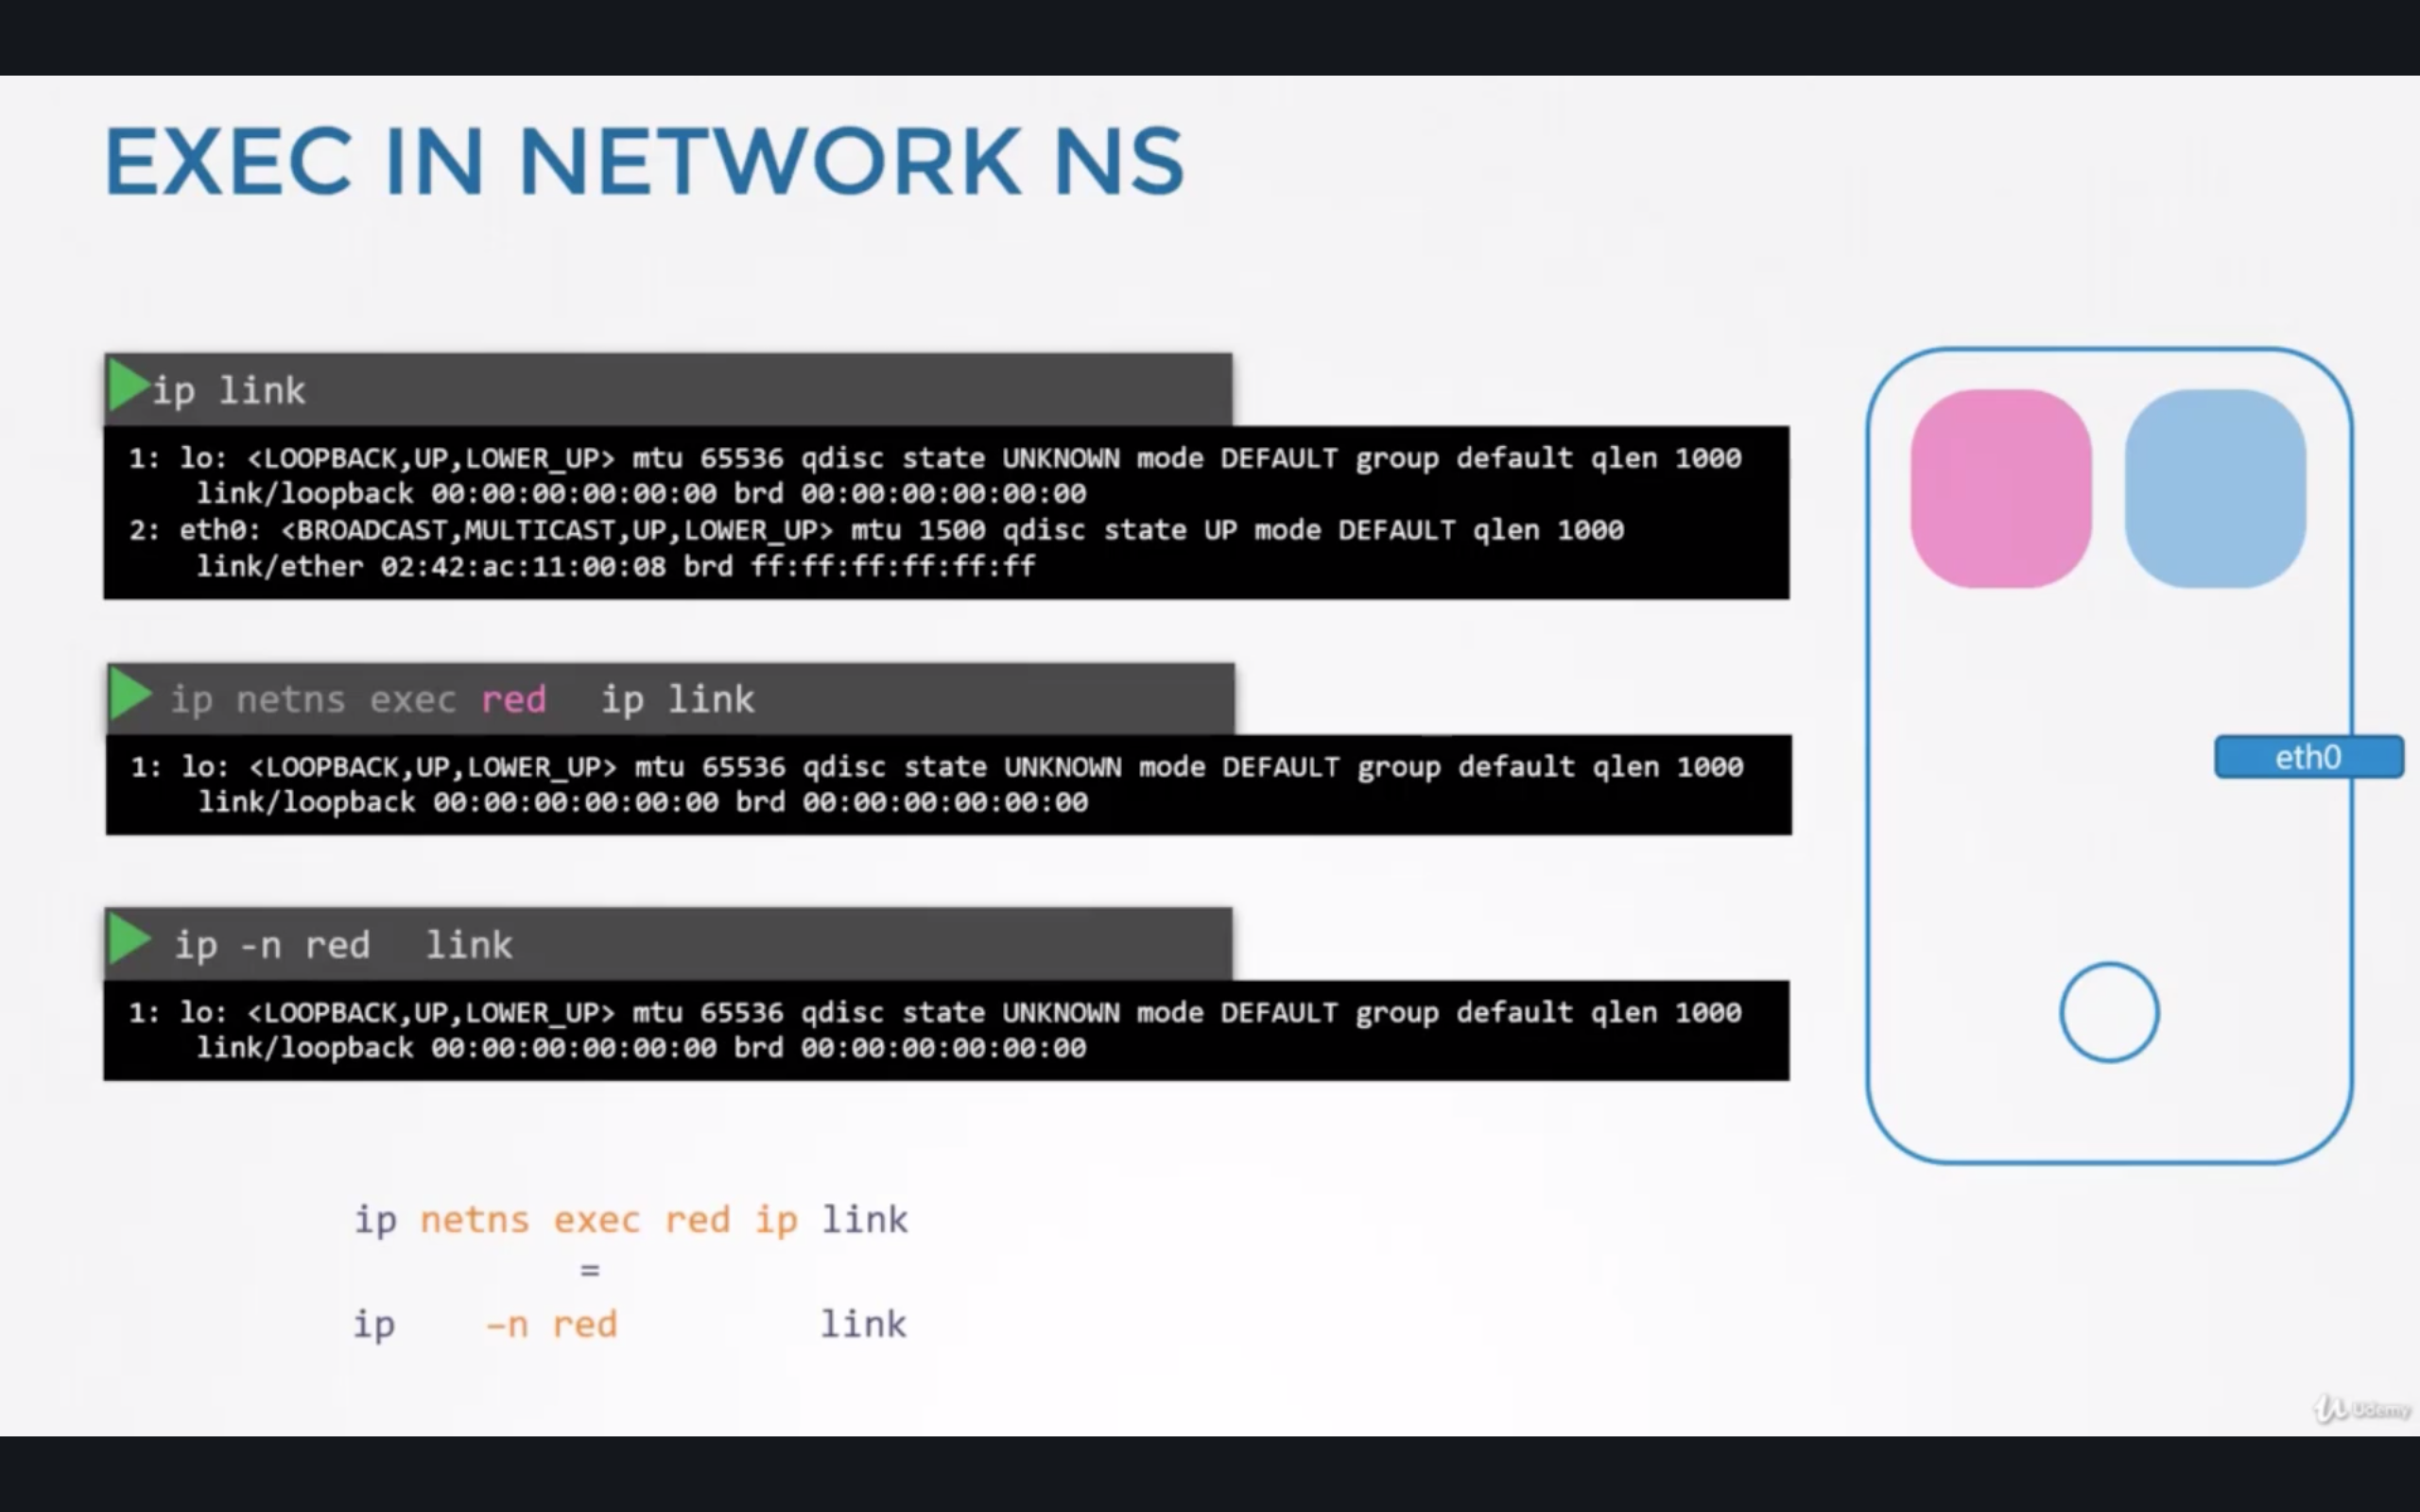 EXEC IN NETWORK NS
ip link
1: lo: <LOOPBACK,UP,LOWER_UP> mtu 65536 qdisc state UNKNOWN mode DEFAULT group default qlen 1000
link/loopback 00:00:00:00:00:00 brd 00:00:00:00:00:00
2: eth0: <BROADCAST,MULTICAST,UP,LOWER_UP> mtu 1500 qdisc state UP mode DEFAULT qlen 1000
link/ether 02:42:ac:11:00:08 brd ff:ff:ff:ff:ff:ff
ip netns exec red ip link
1: lo: <LOOPBACK,UP,LOWER_UP> mtu 65536 qdisc state UNKNOWN mode DEFAULT group default qlen 1000
link/loopback 00:00:00:00:00:00 brd 00:00:00:00:00:00
eth0
ip -n red link
1: lo: <LOOPBACK,UP,LOWER_UP> mtu 65536 qdisc state UNKNOWN mode DEFAULT group default qlen 1000
link/loopback 00:00:00:00:00:00 brd 00:00:00:00:00:00
ip netns exec red ip link
=
ip –n red link
Udemy